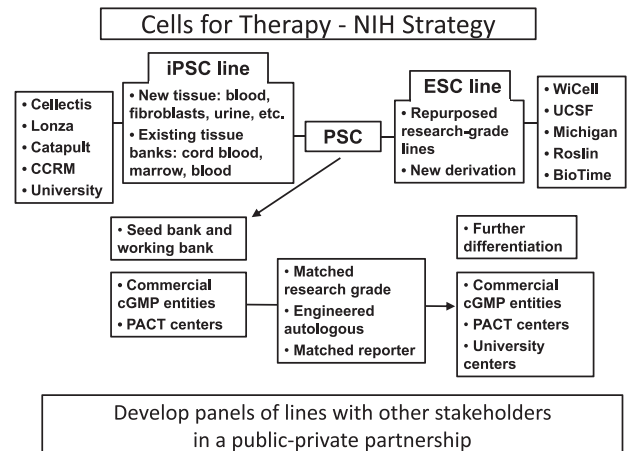 Cells for Therapy - NIH Strategy
iPSC line
• New tissue: blood,
fibroblasts, urine, etc.
• Existing tissue
banks: cord blood,
marrow, blood
• Cellectis
• Lonza
• Catapult
• CCRM
• University
PSC
ESC line
• Repurposed
research-grade
lines
• New derivation
• WiCell
• UCSF
• Michigan
• Roslin
• BioTime
• Seed bank and
working bank
• Further
differentiation
• Commercial
cGMP entities
• PACT centers
• Matched
research grade
• Engineered
autologous
• Matched reporter
• Commercial
cGMP entities
• PACT centers
• University
centers
Develop panels of lines with other stakeholders
in a public-private partnership